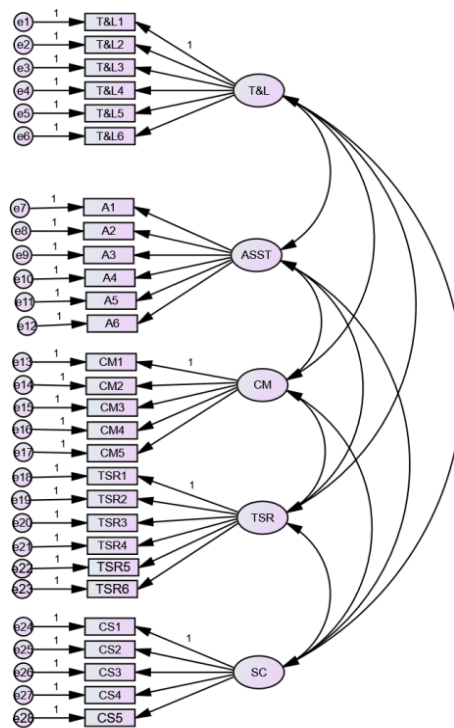 e1 1 T&L1 1
e2 1 T&L2
e3 1 T&L3
e4 1 T&L4 T&L
e5 1 T&L5
e6 1 T&L6
e7 1 A1
e8 1 A2
e9 1 A3 ASST
e10 1 A4
e11 1 A5
e12 1 A6
e13 1 CM1 1
e14 1 CM2 CM
e15 1 CM3
e16 1 CM4
e17 1 CM5
e18 1 TSR1 1
e19 1 TSR2
e20 1 TSR3 TSR
e21 1 TSR4
e22 1 TSR5
e23 1 TSR6
e24 1 CS1 1
e25 1 CS2
e26 1 CS3 SC
e27 1 CS4
e28 1 CS5